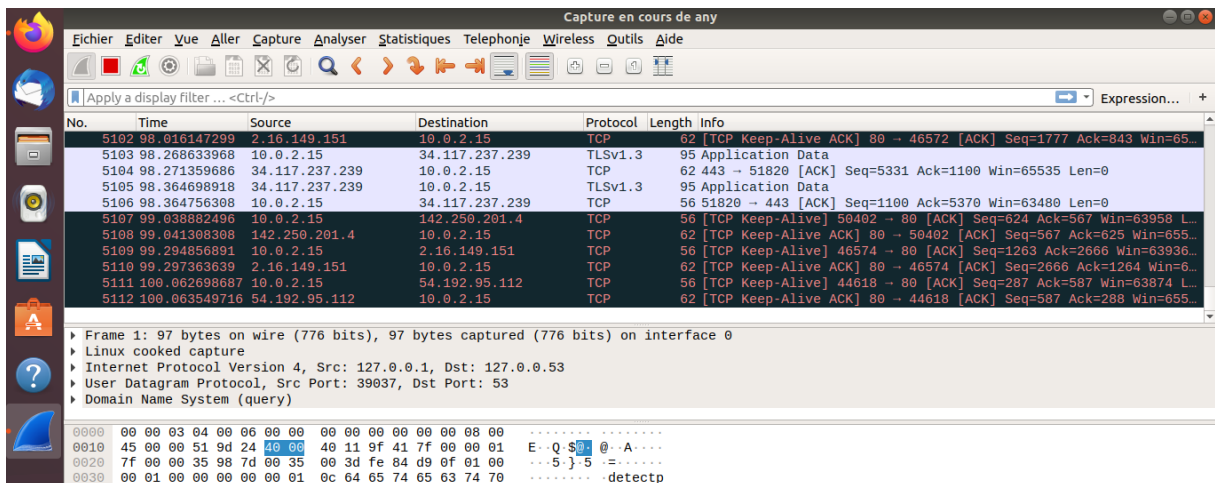 Capture en cours de any
Fichier Editer Vue Aller Capture Analyser Statistiques Telephonie Wireless Outils Aide
Apply a display filter … <Ctrl-/> Expression… +
No. Time Source Destination Protocol Length Info
5102 98.016147299 2.16.149.151 10.0.2.15 TCP 62 [TCP Keep-Alive ACK] 80 → 46572 [ACK] Seq=1777 Ack=843 Win=65…
5103 98.268633968 10.0.2.15 34.117.237.239 TLSv1.3 95 Application Data
5104 98.271359686 34.117.237.239 10.0.2.15 TCP 62 443 → 51820 [ACK] Seq=5331 Ack=1100 Win=65535 Len=0
5105 98.364698918 34.117.237.239 10.0.2.15 TLSv1.3 95 Application Data
5106 98.364756308 10.0.2.15 34.117.237.239 TCP 56 51820 → 443 [ACK] Seq=1100 Ack=5370 Win=63480 Len=0
5107 99.038882496 10.0.2.15 142.250.201.4 TCP 56 [TCP Keep-Alive] 50402 → 80 [ACK] Seq=624 Ack=567 Win=63958 L…
5108 99.041308308 142.250.201.4 10.0.2.15 TCP 62 [TCP Keep-Alive ACK] 80 → 50402 [ACK] Seq=567 Ack=625 Win=655…
5109 99.294856891 10.0.2.15 2.16.149.151 TCP 56 [TCP Keep-Alive] 46574 → 80 [ACK] Seq=1263 Ack=2666 Win=63936…
5110 99.297363639 2.16.149.151 10.0.2.15 TCP 62 [TCP Keep-Alive ACK] 80 → 46574 [ACK] Seq=2666 Ack=1264 Win=6…
5111 100.062698687 10.0.2.15 54.192.95.112 TCP 56 [TCP Keep-Alive] 44618 → 80 [ACK] Seq=287 Ack=587 Win=63874 L…
5112 100.063549716 54.192.95.112 10.0.2.15 TCP 62 [TCP Keep-Alive ACK] 80 → 44618 [ACK] Seq=587 Ack=288 Win=655…
Frame 1: 97 bytes on wire (776 bits), 97 bytes captured (776 bits) on interface 0
Linux cooked capture
Internet Protocol Version 4, Src: 127.0.0.1, Dst: 127.0.0.53
User Datagram Protocol, Src Port: 39037, Dst Port: 53
Domain Name System (query)
0000 00 00 03 04 00 06 00 00 00 00 00 00 00 00 08 00 ········ ········
0010 45 00 00 51 9d 24 40 00 40 11 9f 41 7f 00 00 01 E··Q·$@· @··A····
0020 7f 00 00 35 98 7d 00 35 00 3d fe 84 d9 0f 01 00 ···5·}·5 ·=······
0030 00 01 00 00 00 00 00 01 0c 64 65 74 65 63 74 70 ········ ·detectp